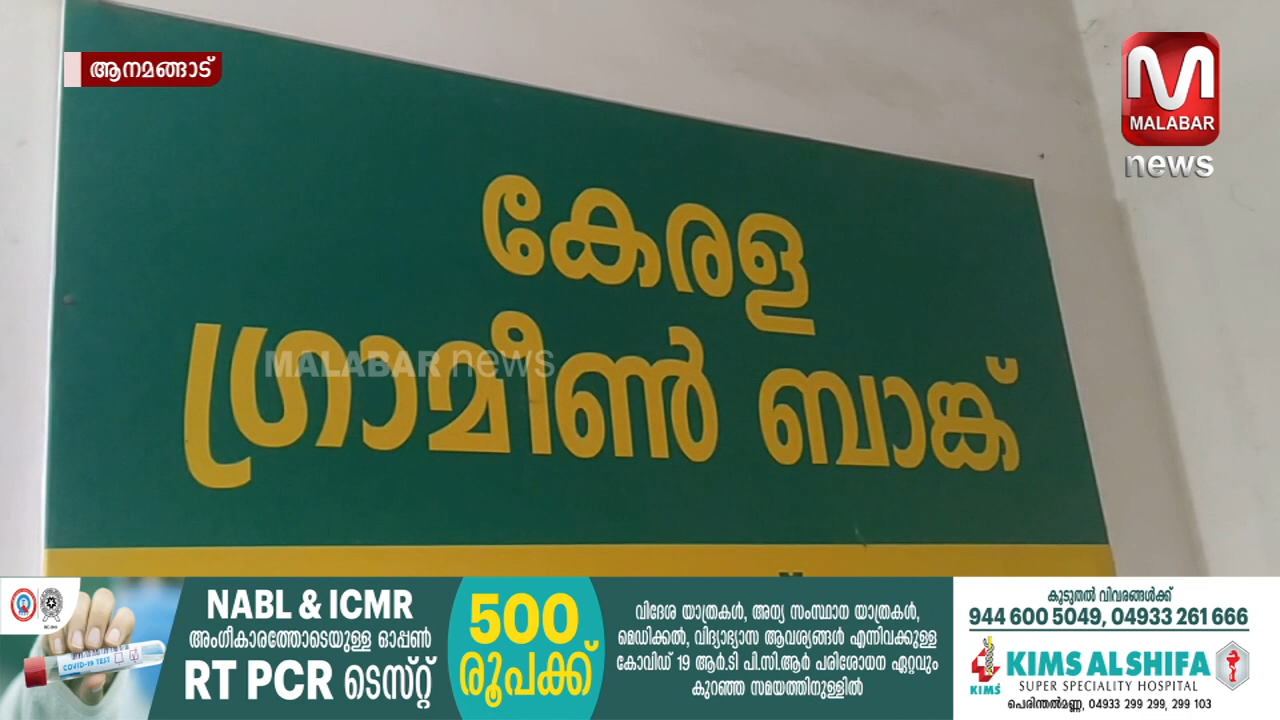 ആനമങ്ങാട്
M
MALABAR
news
കേരള
ഗ്രാമീൺ ബാങ്ക്
MALABAR news
NABL & ICMR
അംഗീകാരത്തോടെയുള്ള ഓപ്പൺ
RT PCR ടെസ്റ്റ്
COVID-19 TEST
500
രൂപക്ക്
വിദേശ യാത്രകൾ, അന്യ സംസ്ഥാന യാത്രകൾ,
മെഡിക്കൽ, വിദ്യാഭ്യാസ ആവശ്യങ്ങൾ എന്നിവക്കുള്ള
കോവിഡ് 19 ആർ.ടി പി.സി.ആർ പരിശോധന ഏറ്റവും
കുറഞ്ഞ സമയത്തിനുള്ളിൽ
കൂടുതൽ വിവരങ്ങൾക്ക്
944 600 5049, 04933 261 666
KIMS
KIMS ALSHIFA
SUPER SPECIALITY HOSPITAL
പെരിന്തൽമണ്ണ, 04933 299 299, 299 103